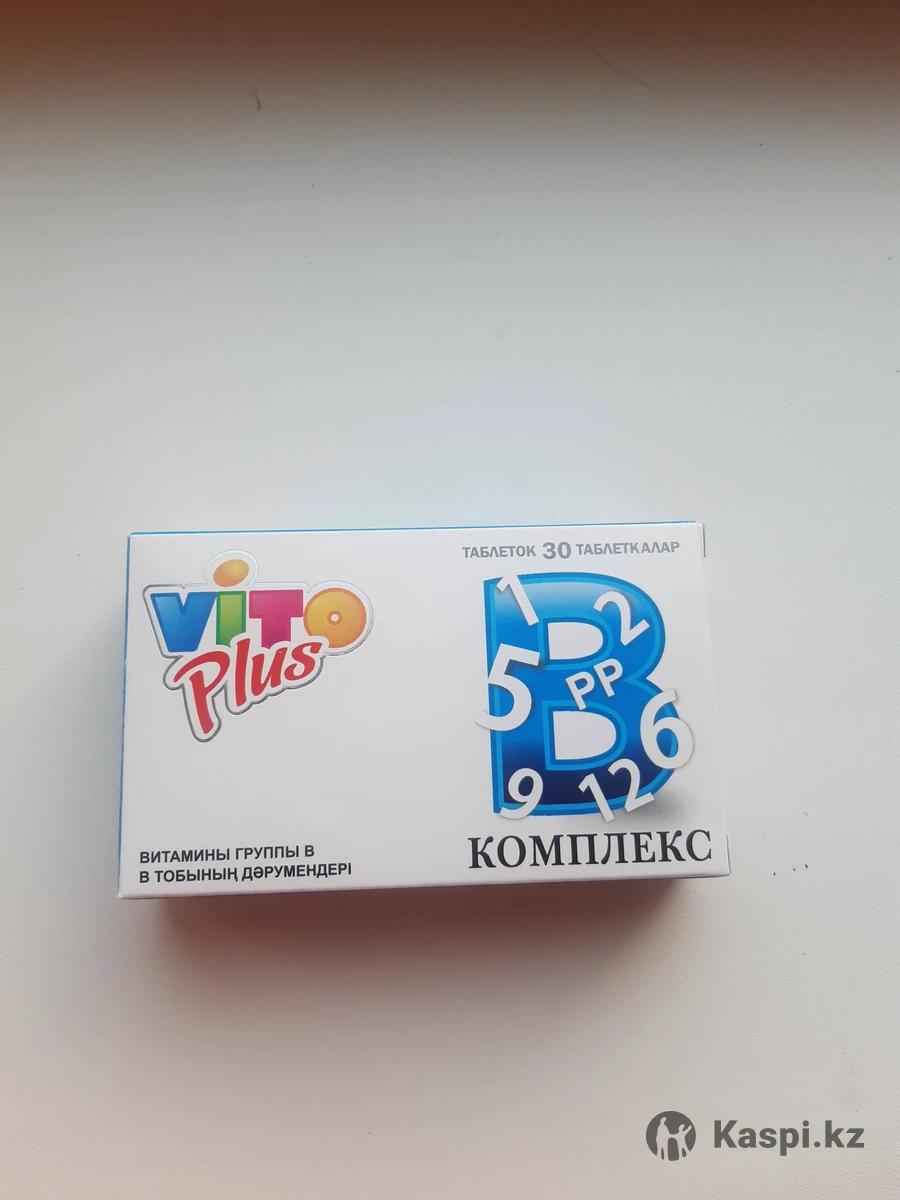 ТАБЛЕТОК 30 ТАБЛЕТКАЛАР
ViTO
Plus
B
1
2
5
PP
6
9
12
КОМПЛЕКС
ВИТАМИНЫ ГРУППЫ В
В ТОБЫНЫҢ ДӘРУМЕНДЕРІ
Kaspi.kz